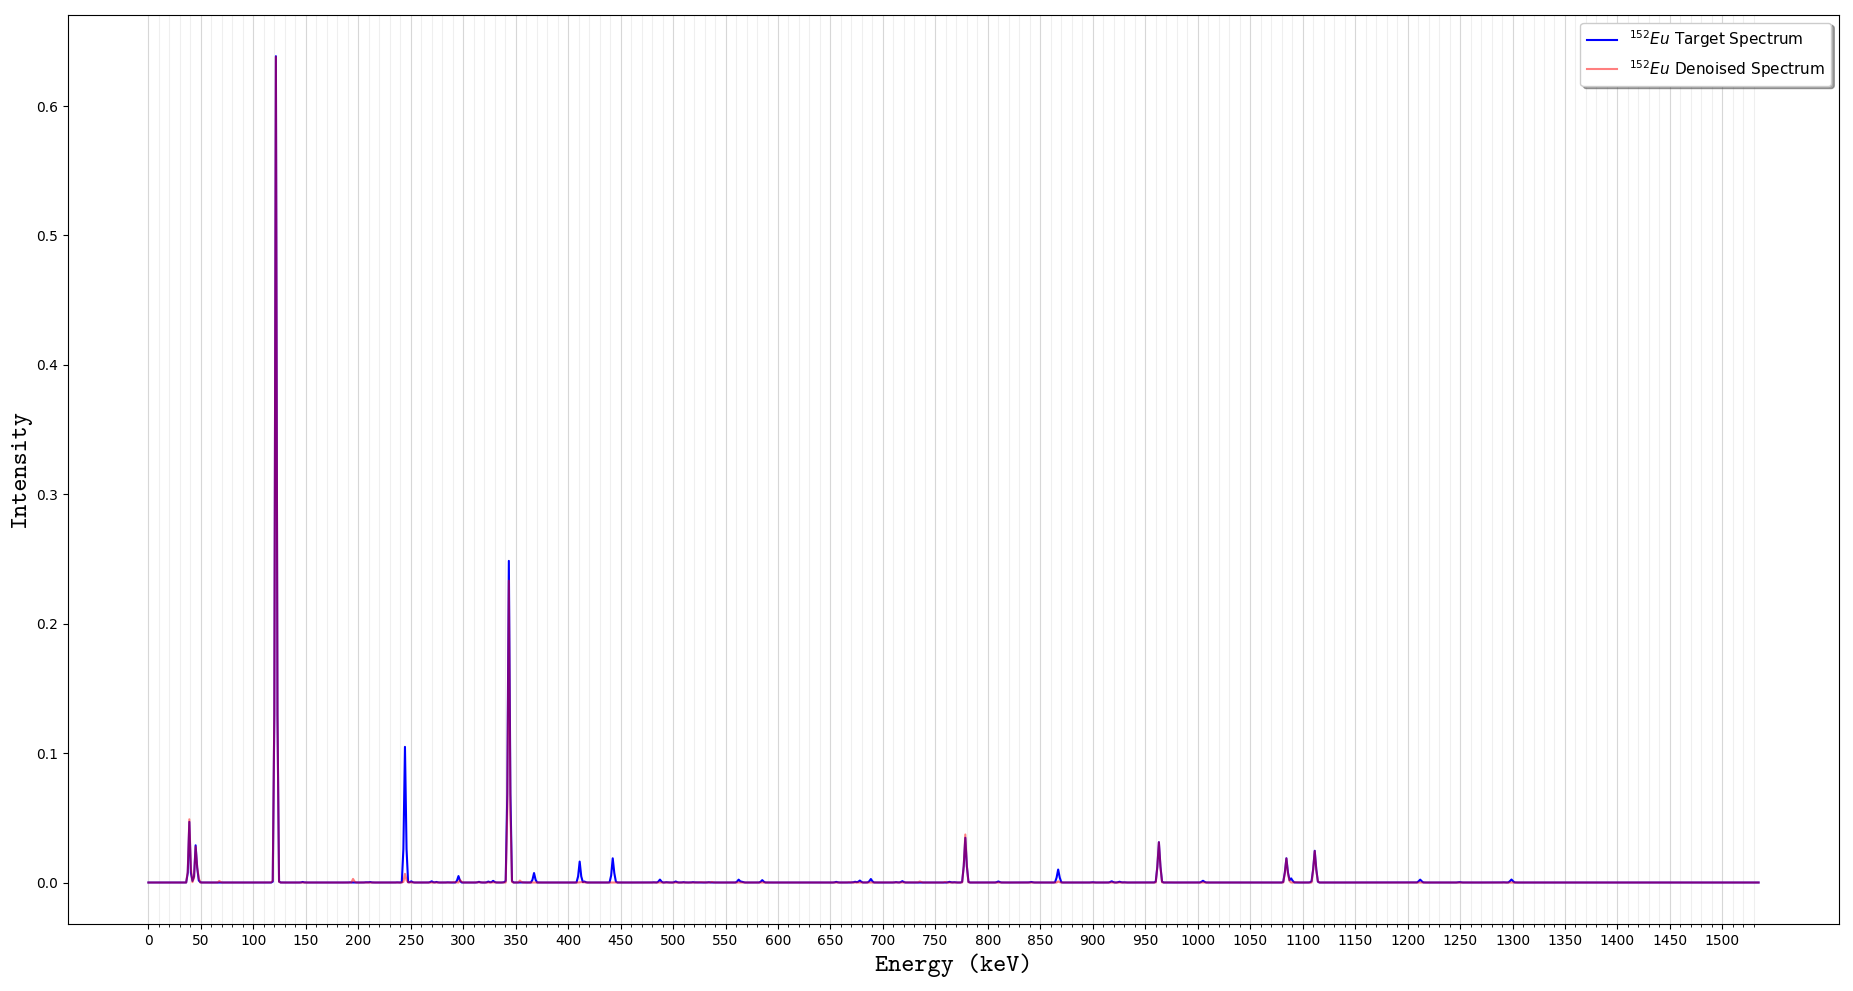 ¹⁵²Eu Target Spectrum
¹⁵²Eu Denoised Spectrum
Intensity
0.6
0.5
0.4
0.3
0.2
0.1
0.0
0 50 100 150 200 250 300 350 400 450 500 550 600 650 700 750 800 850 900 950 1000 1050 1100 1150 1200 1250 1300 1350 1400 1450 1500
Energy (keV)